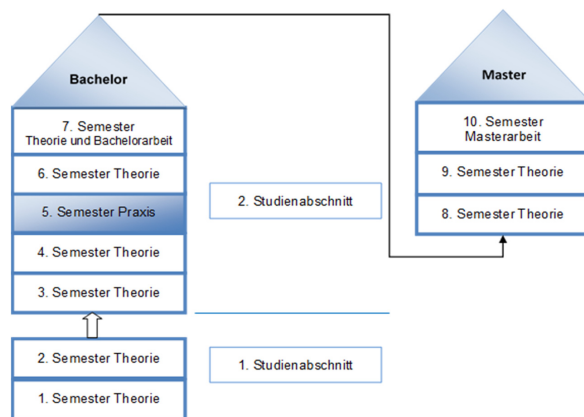 Bachelor
7. Semester
Theorie und Bachelorarbeit
6. Semester Theorie
5. Semester Praxis
4. Semester Theorie
3. Semester Theorie
2. Semester Theorie
1. Semester Theorie
2. Studienabschnitt
1. Studienabschnitt
Master
10. Semester
Masterarbeit
9. Semester Theorie
8. Semester Theorie